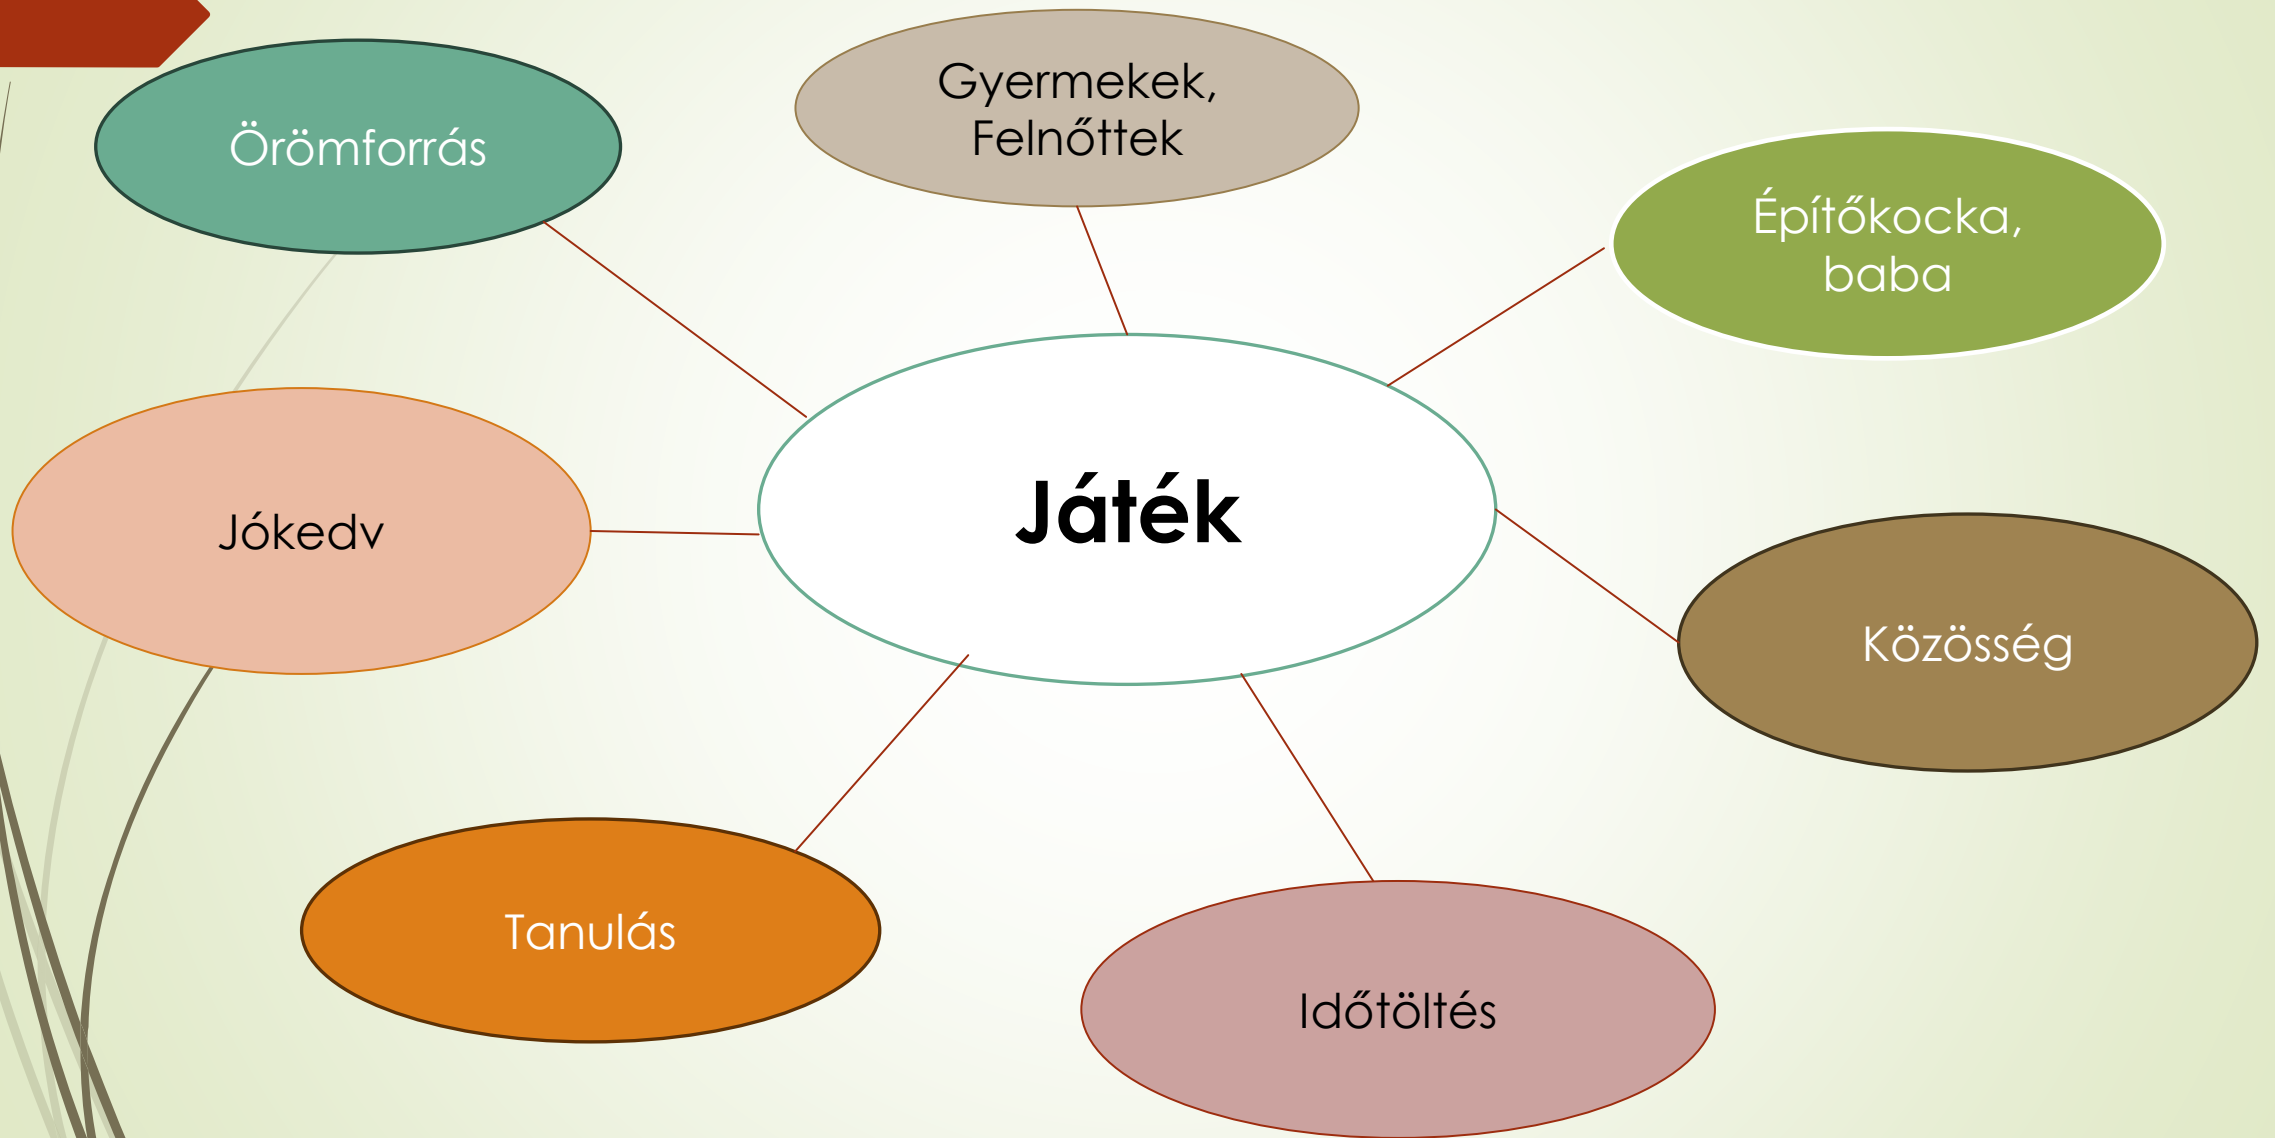 Örömforrás
Gyermekek,
Felnőttek
Építőkocka,
baba
Játék
Jókedv
Közösség
Tanulás
Időtöltés